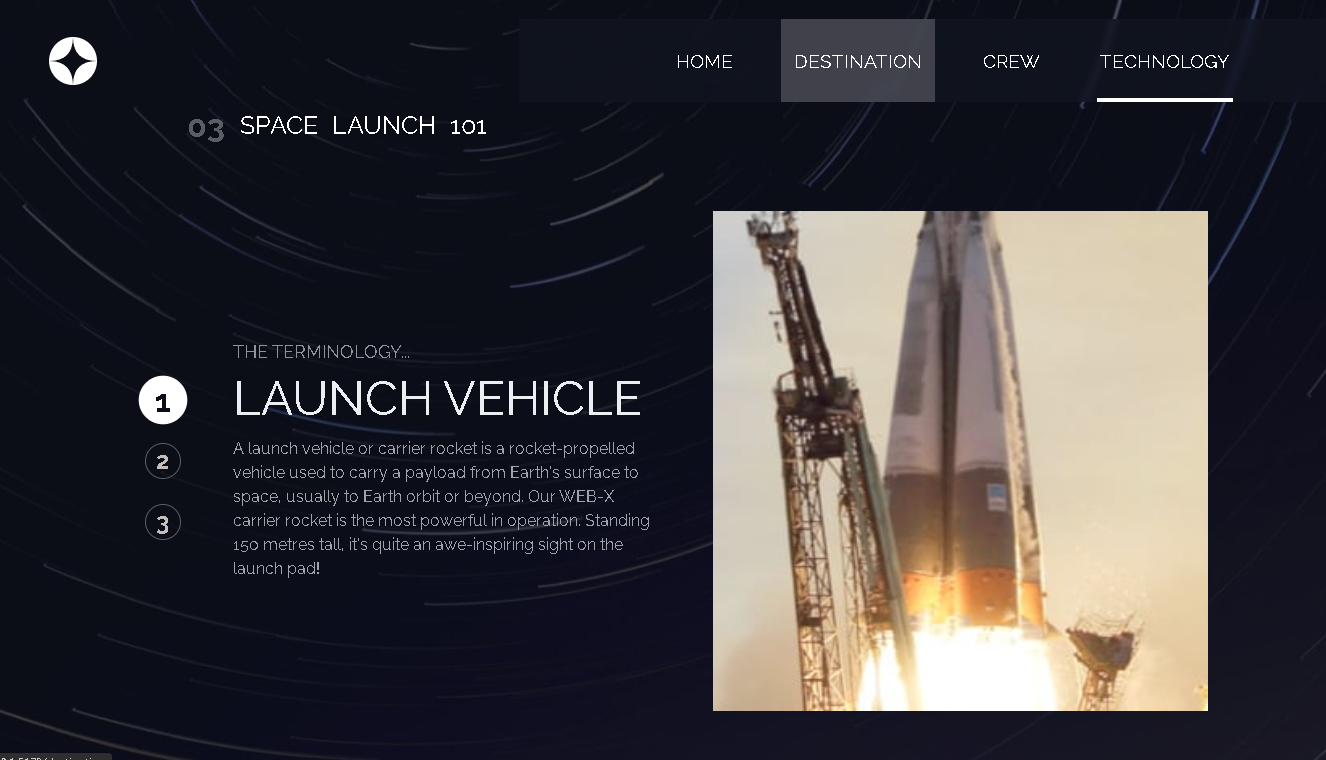 HOME DESTINATION CREW TECHNOLOGY
03 SPACE LAUNCH 101
THE TERMINOLOGY...
LAUNCH VEHICLE
1
2
3
A launch vehicle or carrier rocket is a rocket-propelled
vehicle used to carry a payload from Earth's surface to
space, usually to Earth orbit or beyond. Our WEB-X
carrier rocket is the most powerful in operation. Standing
150 metres tall, it's quite an awe-inspiring sight on the
launch pad!